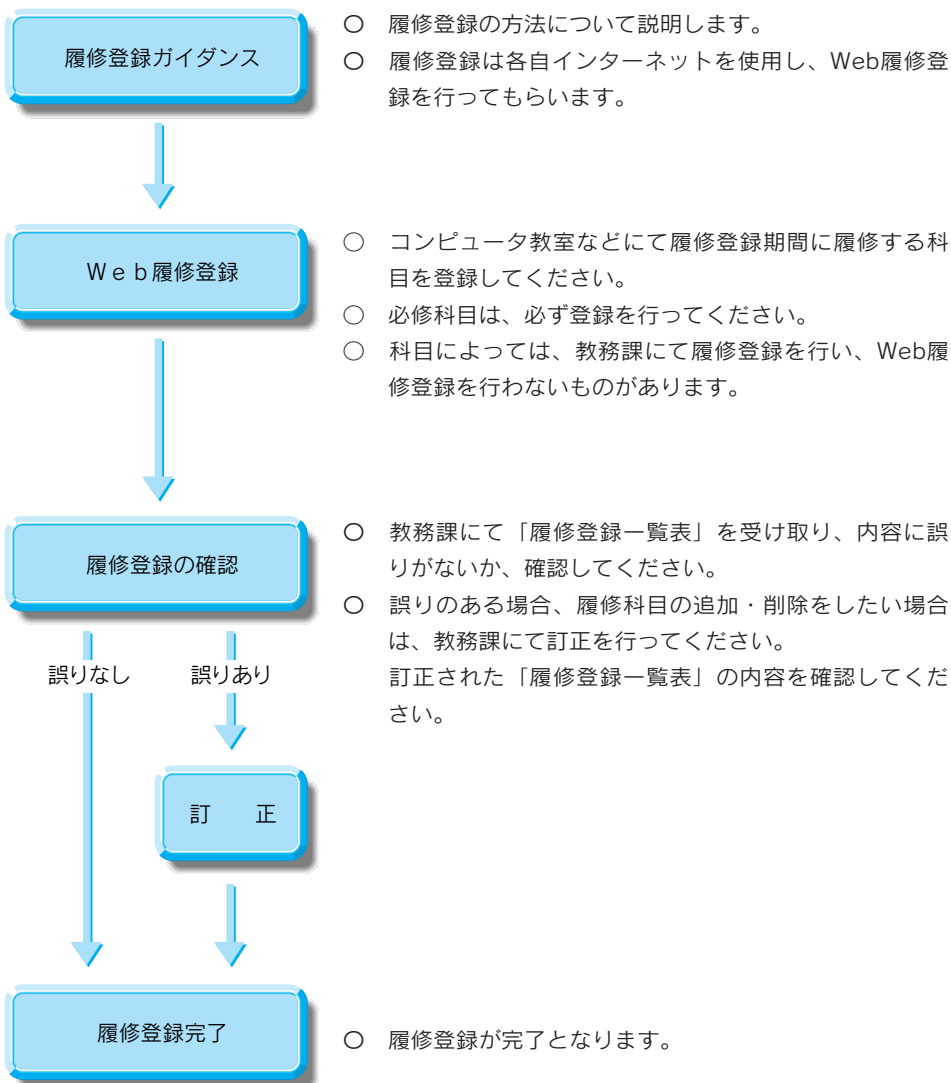 履修登録ガイダンス
○ 履修登録の方法について説明します。
○ 履修登録は各自インターネットを使用し、Web履修登
録を行ってもらいます。
Ｗｅｂ履修登録
○ コンピュータ教室などにて履修登録期間に履修する科
目を登録してください。
○ 必修科目は、必ず登録を行ってください。
○ 科目によっては、教務課にて履修登録を行い、Web履
修登録を行わないものがあります。
履修登録の確認
○ 教務課にて「履修登録一覧表」を受け取り、内容に誤
りがないか、確認してください。
○ 誤りのある場合、履修科目の追加・削除をしたい場合
は、教務課にて訂正を行ってください。
訂正された「履修登録一覧表」の内容を確認してくだ
さい。
誤りなし
誤りあり
訂　正
履修登録完了
○ 履修登録が完了となります。